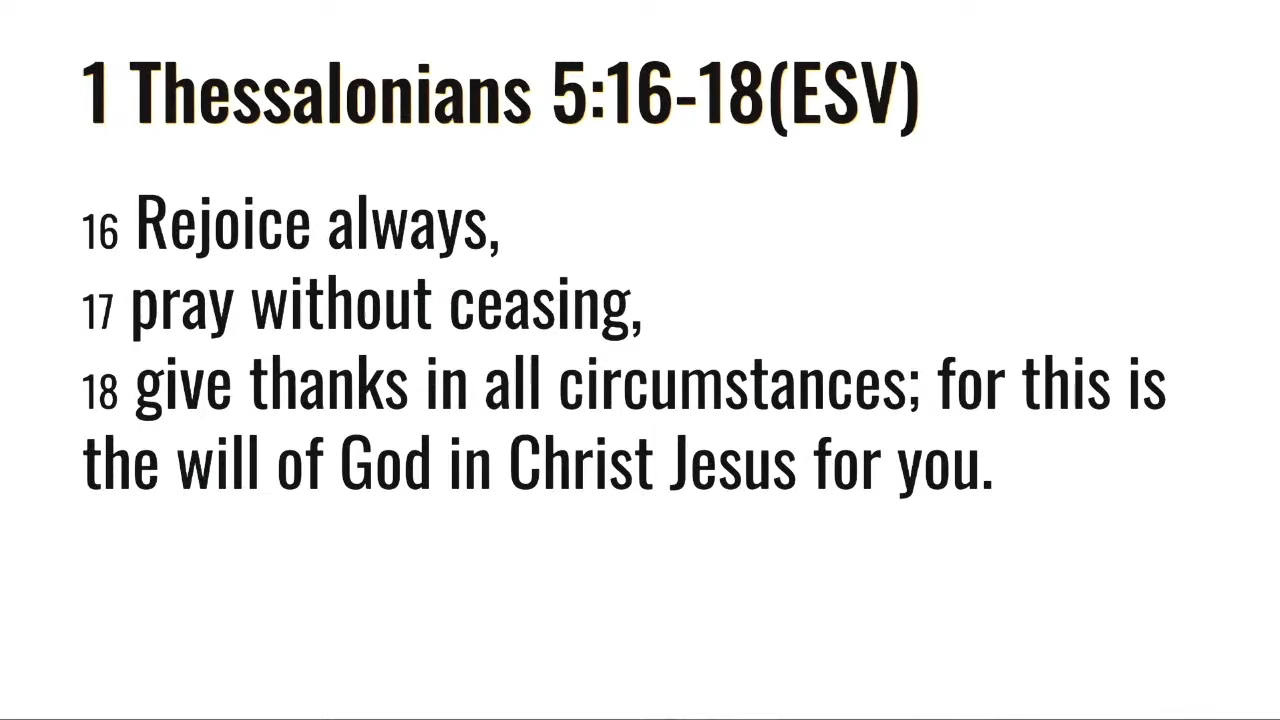 1 Thessalonians 5:16-18(ESV)
16 Rejoice always,
17 pray without ceasing,
18 give thanks in all circumstances; for this is
the will of God in Christ Jesus for you.